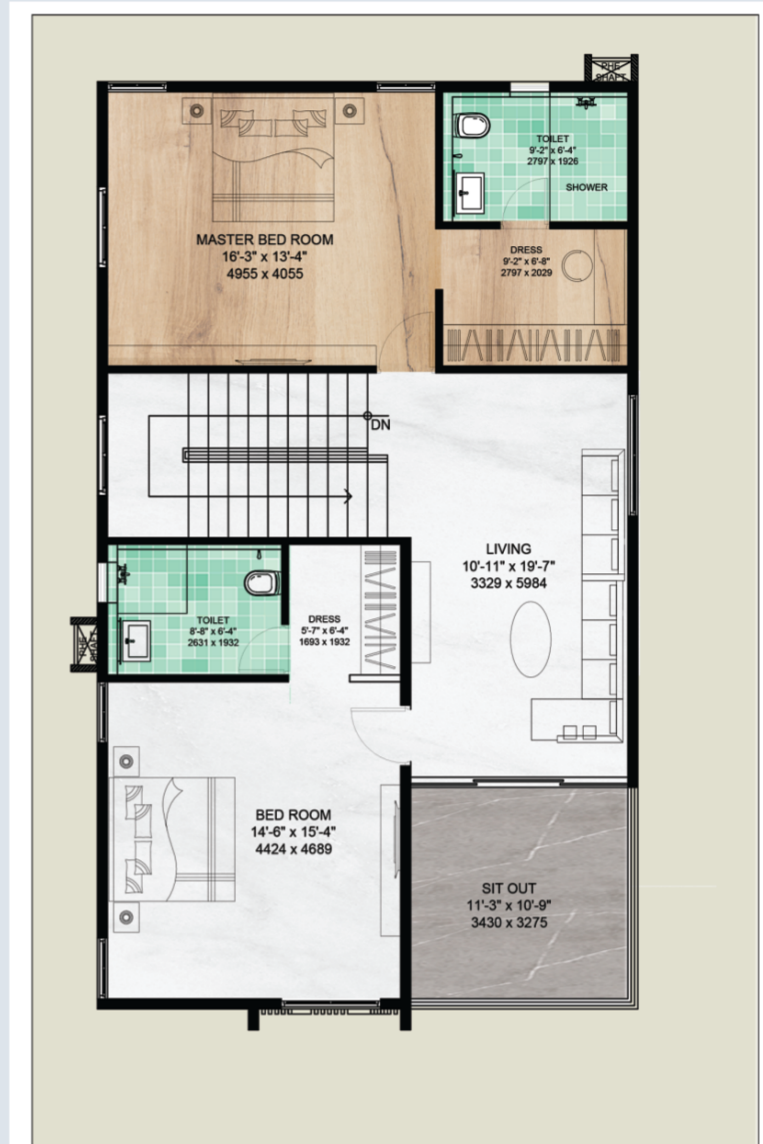 PHE
SHAFT
TOILET
9'-2" x 6'-4"
2797 x 1926
SHOWER
MASTER BED ROOM
16'-3" x 13'-4"
4955 x 4055
DRESS
9'-2" x 6'-8"
2797 x 2029
DN
LIVING
10'-11" x 19'-7"
3329 x 5984
TOILET
8'-8" x 6'-4"
2631 x 1932
DRESS
5'-7" x 6'-4"
1693 x 1932
PHE
SHAFT
BED ROOM
14'-6" x 15'-4"
4424 x 4689
SIT OUT
11'-3" x 10'-9"
3430 x 3275